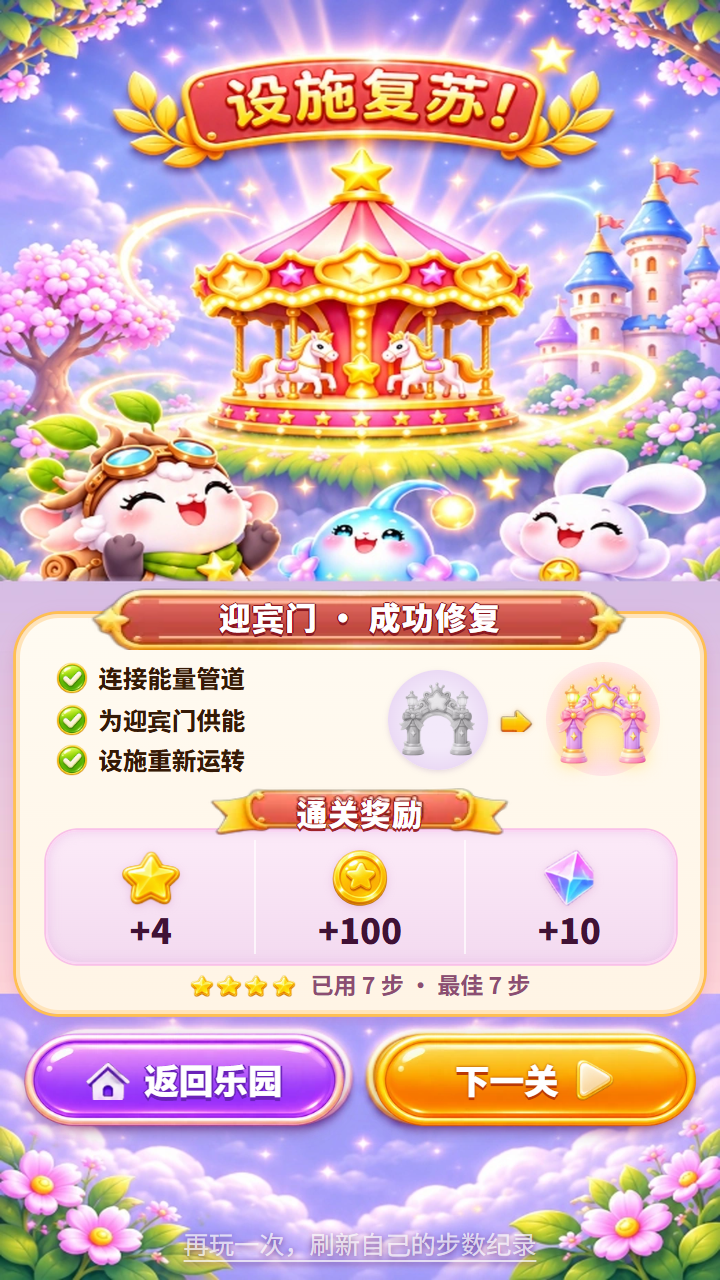 设施复苏!
迎宾门 · 成功修复
连接能量管道
为迎宾门供能
设施重新运转
通关奖励
+4 +100 +10
已用 7 步 · 最佳 7 步
返回乐园 下一关
再玩一次，刷新自己的步数纪录